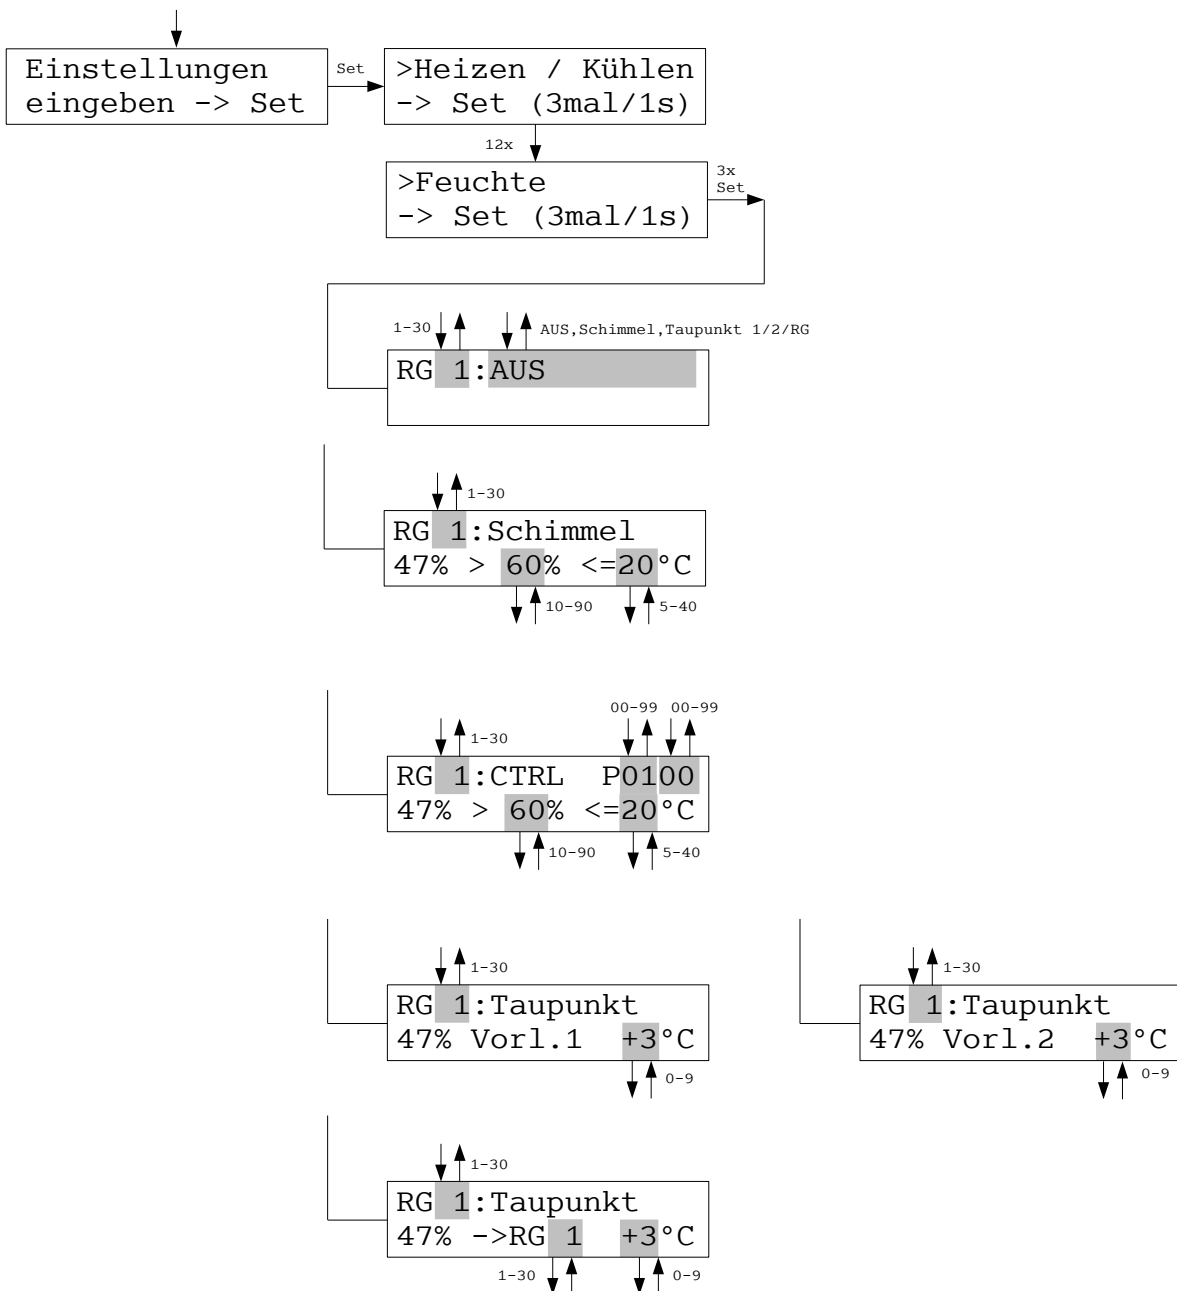 Einstellungen
eingeben -> Set
Set
>Heizen / Kühlen
-> Set (3mal/1s)
12x
>Feuchte
-> Set (3mal/1s)
3x
Set
1-30
AUS,Schimmel,Taupunkt 1/2/RG
RG 1:AUS
1-30
RG 1:Schimmel
47% > 60% <=20°C
10-90
5-40
00-99 00-99
1-30
RG 1:CTRL P0100
47% > 60% <=20°C
10-90
5-40
1-30
RG 1:Taupunkt
47% Vorl.1 +3°C
0-9
1-30
RG 1:Taupunkt
47% Vorl.2 +3°C
0-9
1-30
RG 1:Taupunkt
47% ->RG 1 +3°C
1-30
0-9